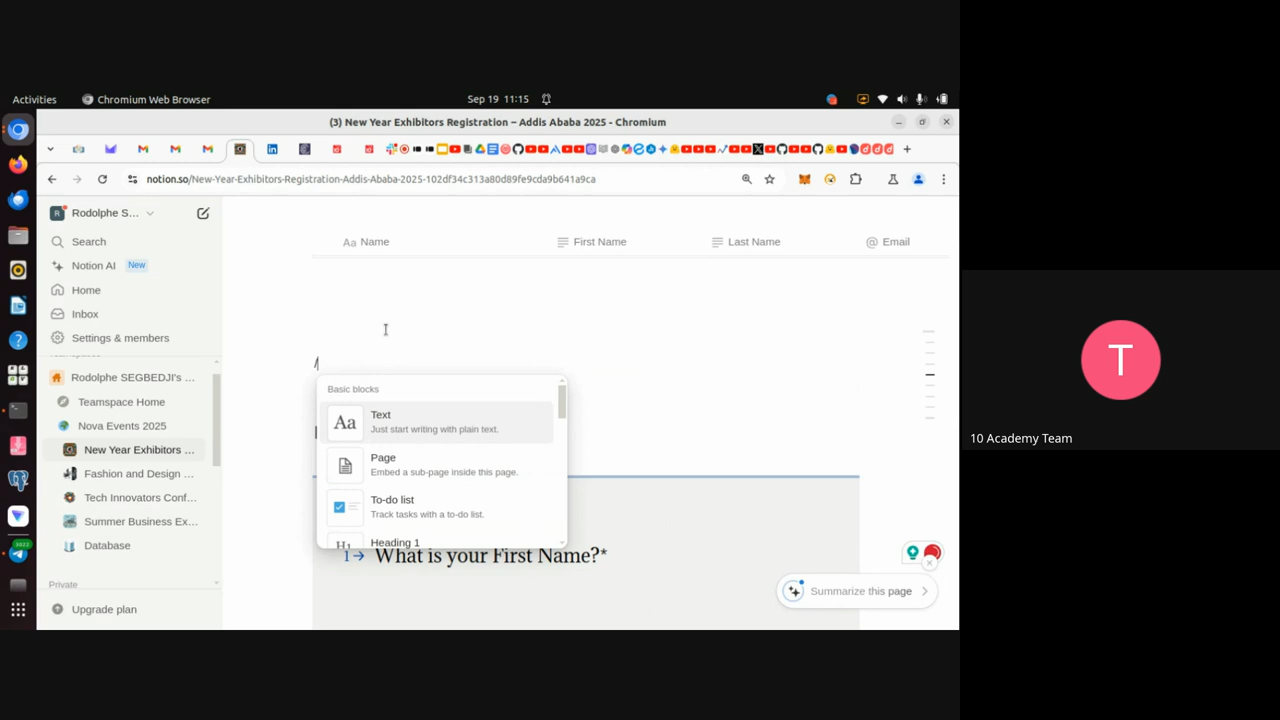 Activities
Chromium Web Browser
Sep 19 11:15
(3) New Year Exhibitors Registration – Addis Ababa 2025 - Chromium
notion.so/New-Year-Exhibitors-Registration-Addis-Ababa-2025-102df34c313a80d89fe9cda9b641a9ca
R Rodolphe S...
Search
Notion AI New
Home
Inbox
Settings & members
Rodolphe SEGBEDJI's ...
Teamspace Home
Nova Events 2025
New Year Exhibitors ...
Fashion and Design ...
Tech Innovators Conf...
Summer Business Ex...
Database
Private
Upgrade plan
Aa Name
First Name
Last Name
@ Email
/
Basic blocks
Aa Text
Just start writing with plain text.
Page
Embed a sub-page inside this page.
To-do list
Track tasks with a to-do list.
Heading 1
1→ What is your First Name?*
Summarize this page
T
10 Academy Team